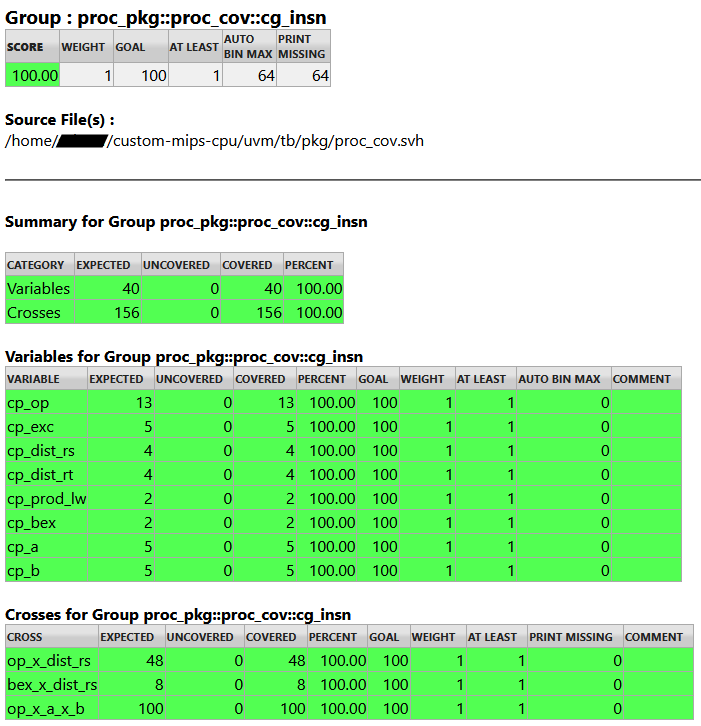 Group : proc_pkg::proc_cov::cg_insn
SCORE WEIGHT GOAL AT LEAST AUTO BIN MAX PRINT MISSING
100.00 1 100 1 64 64
Source File(s) :
/home/ /custom-mips-cpu/uvm/tb/pkg/proc_cov.svh
Summary for Group proc_pkg::proc_cov::cg_insn
CATEGORY EXPECTED UNCOVERED COVERED PERCENT
Variables 40 0 40 100.00
Crosses 156 0 156 100.00
Variables for Group proc_pkg::proc_cov::cg_insn
VARIABLE EXPECTED UNCOVERED COVERED PERCENT GOAL WEIGHT AT LEAST AUTO BIN MAX COMMENT
cp_op 13 0 13 100.00 100 1 1 0
cp_exc 5 0 5 100.00 100 1 1 0
cp_dist_rs 4 0 4 100.00 100 1 1 0
cp_dist_rt 4 0 4 100.00 100 1 1 0
cp_prod_lw 2 0 2 100.00 100 1 1 0
cp_bex 2 0 2 100.00 100 1 1 0
cp_a 5 0 5 100.00 100 1 1 0
cp_b 5 0 5 100.00 100 1 1 0
Crosses for Group proc_pkg::proc_cov::cg_insn
CROSS EXPECTED UNCOVERED COVERED PERCENT GOAL WEIGHT AT LEAST PRINT MISSING COMMENT
op_x_dist_rs 48 0 48 100.00 100 1 1 0
bex_x_dist_rs 8 0 8 100.00 100 1 1 0
op_x_a_x_b 100 0 100 100.00 100 1 1 0